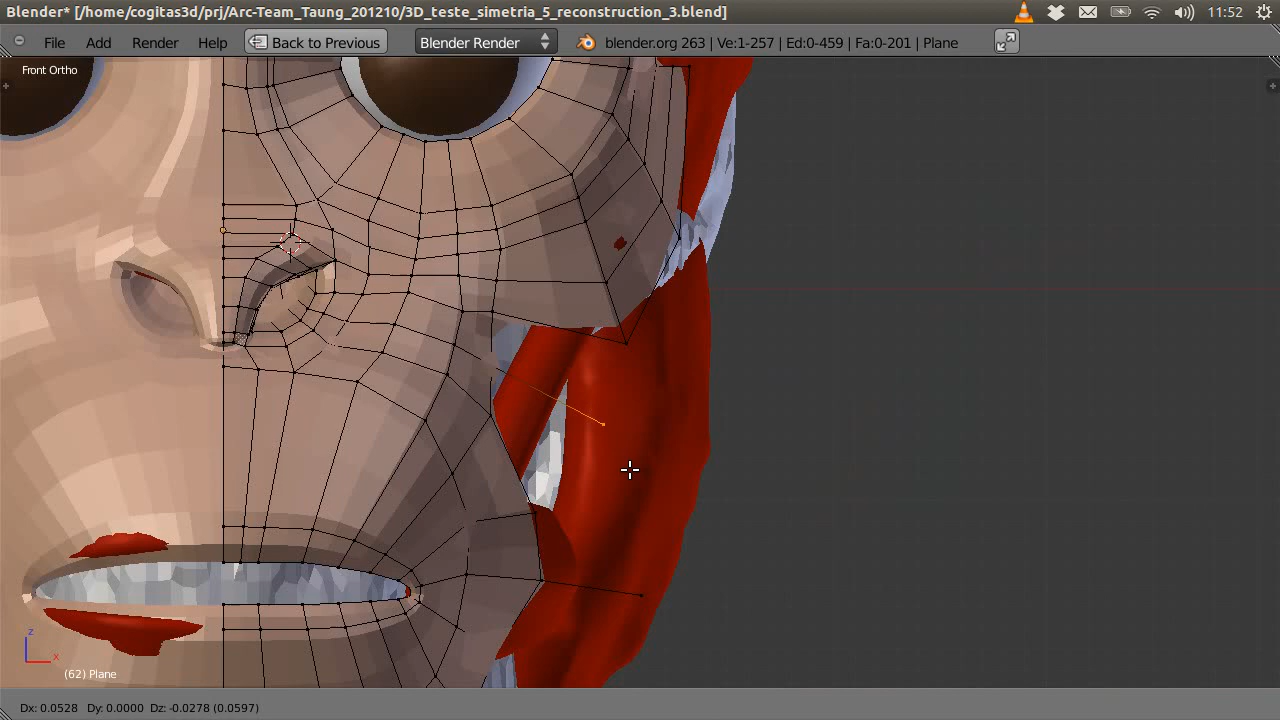 Blender* [/home/cogitas3d/prj/Arc-Team_Taung_201210/3D_teste_simetria_5_reconstruction_3.blend]
11:52
File Add Render Help Back to Previous Blender Render blender.org 263 | Ve:1-257 | Ed:0-459 | Fa:0-201 | Plane
Front Ortho
z
x
(62) Plane
Dx: 0.0528 Dy: 0.0000 Dz: -0.0278 (0.0597)